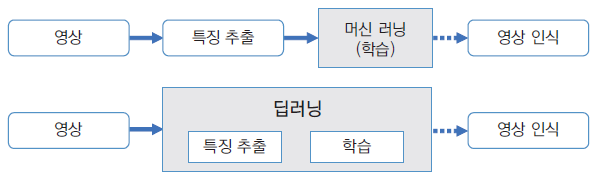 영상
특징 추출
머신 러닝
(학습)
영상 인식
영상
딥러닝
특징 추출
학습
영상 인식